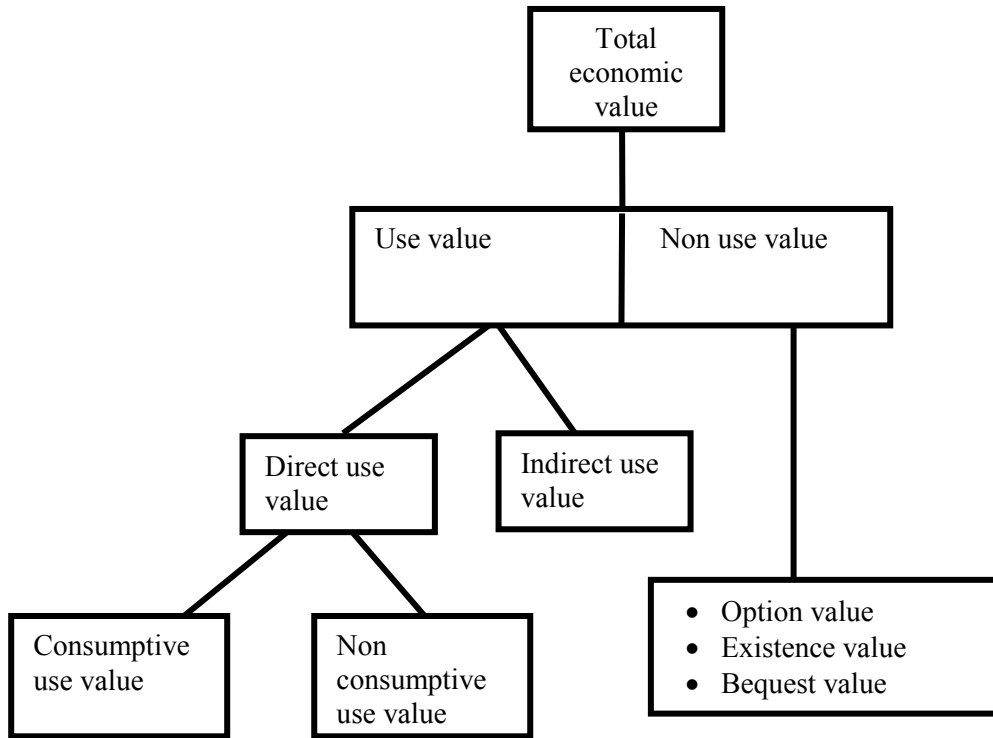 Total
economic
value
Use value
Non use value
Direct use
value
Indirect use
value
Consumptive
use value
Non
consumptive
use value
• Option value
• Existence value
• Bequest value